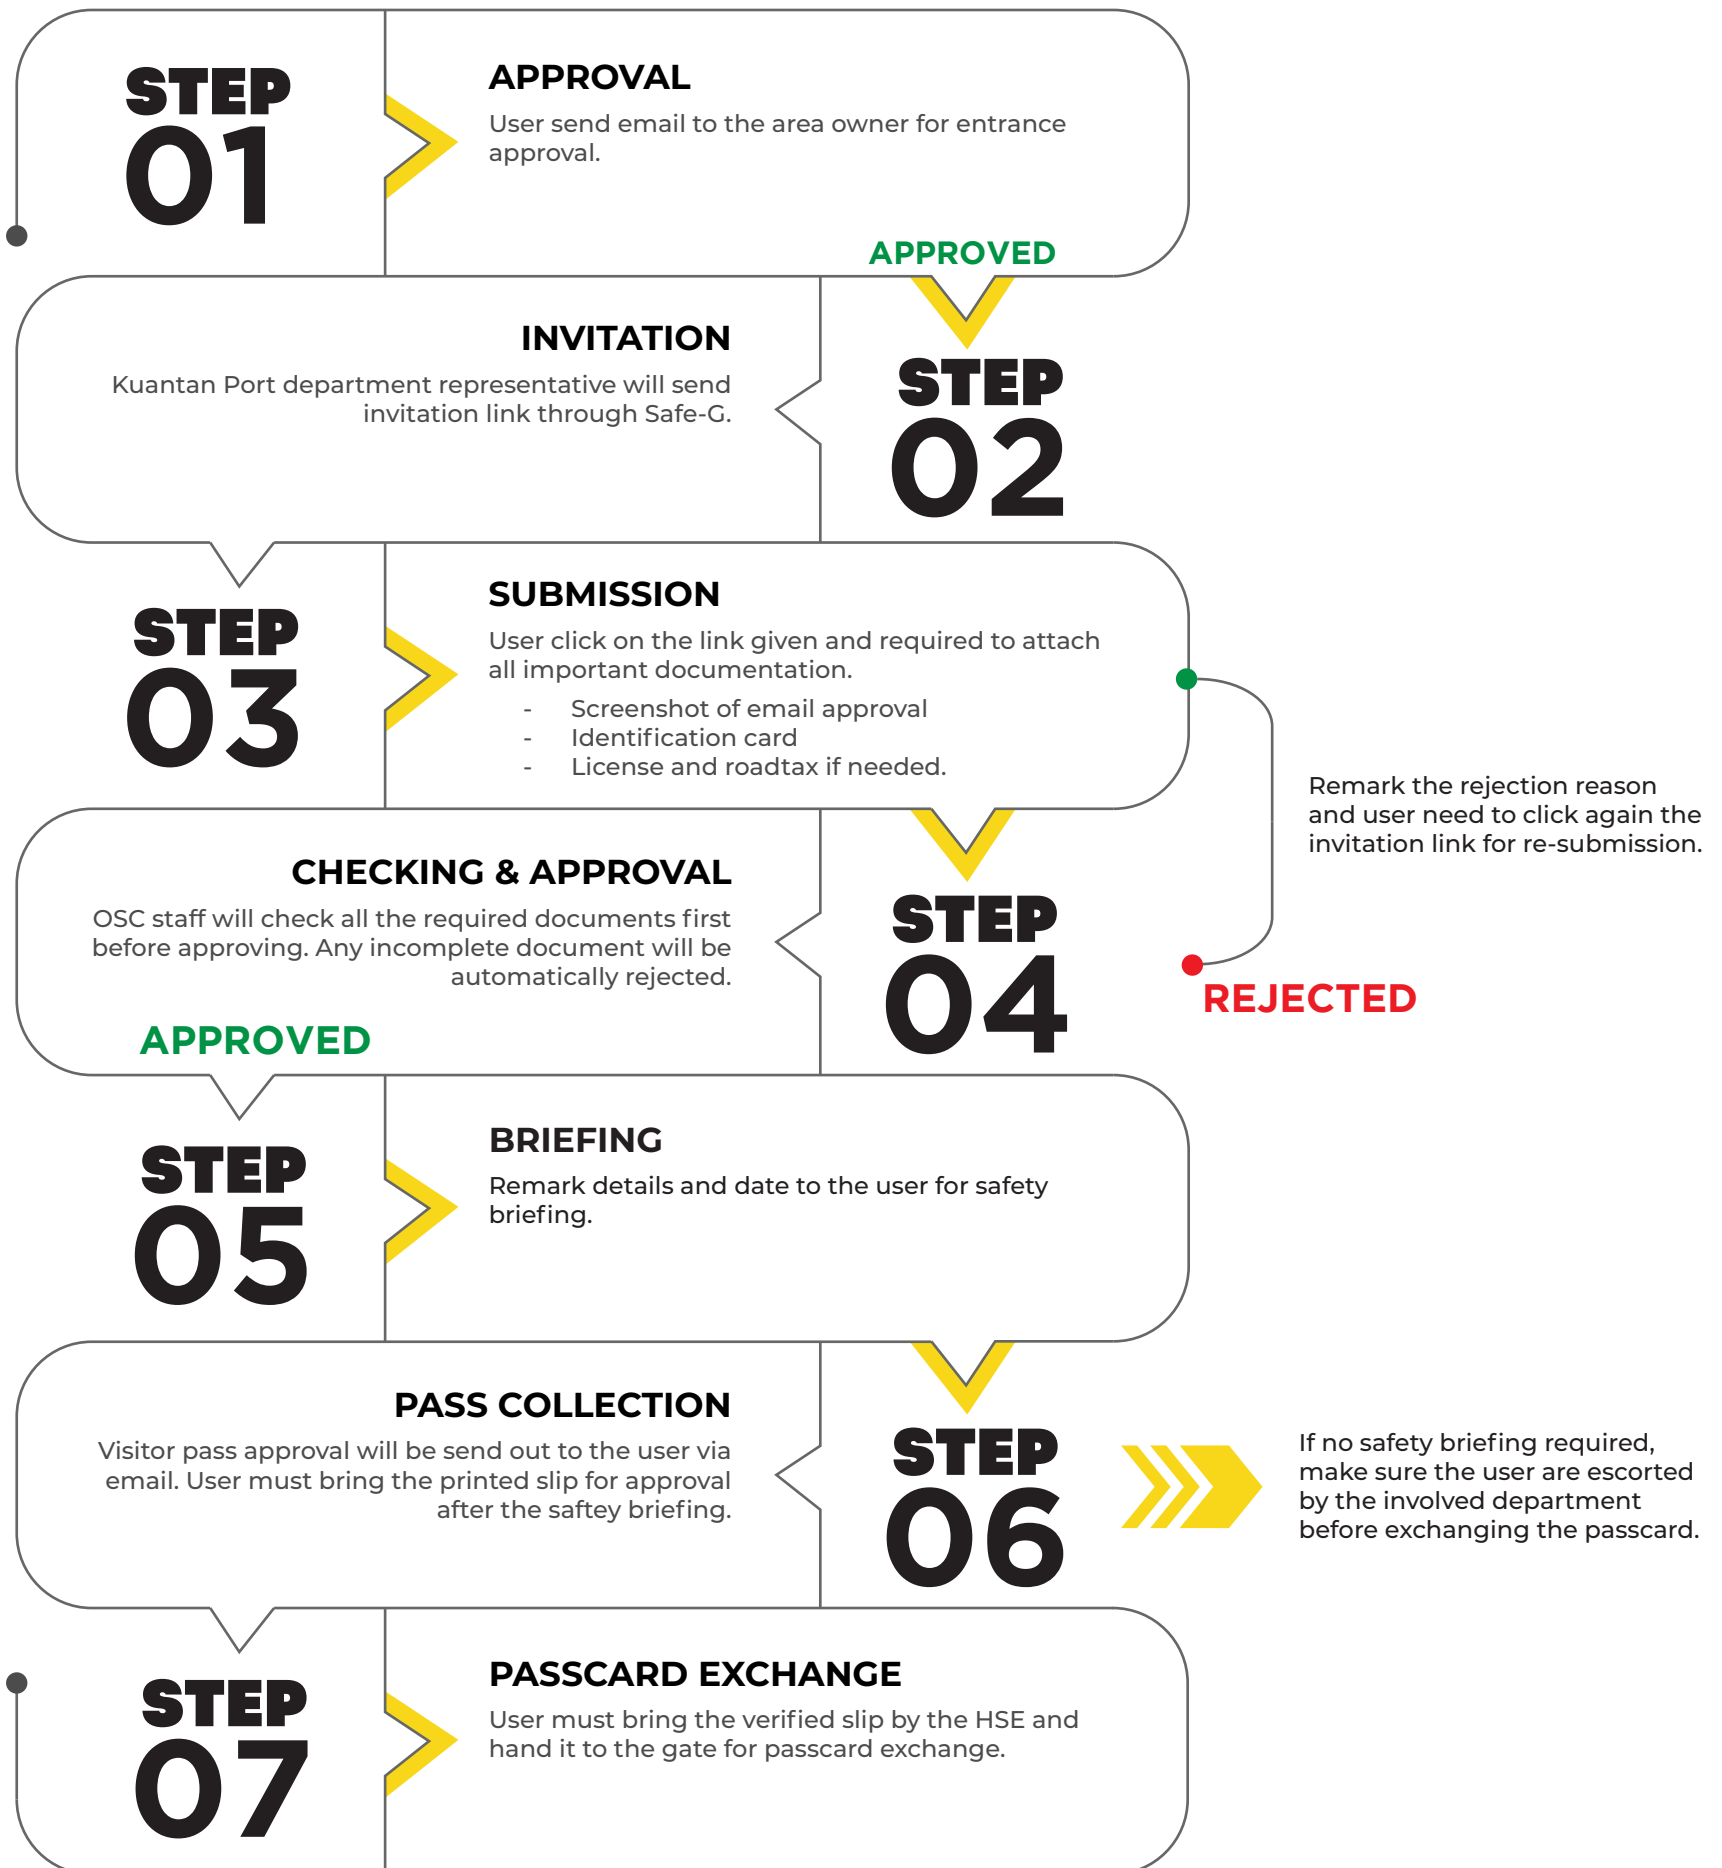 STEP
01
APPROVAL
User send email to the area owner for entrance
approval.
APPROVED
INVITATION
Kuantan Port department representative will send
invitation link through Safe-G.
STEP
02
STEP
03
SUBMISSION
User click on the link given and required to attach
all important documentation.
- Screenshot of email approval
- Identification card
- License and roadtax if needed.
Remark the rejection reason
and user need to click again the
invitation link for re-submission.
CHECKING & APPROVAL
OSC staff will check all the required documents first
before approving. Any incomplete document will be
automatically rejected.
APPROVED
STEP
04
REJECTED
STEP
05
BRIEFING
Remark details and date to the user for safety
briefing.
PASS COLLECTION
Visitor pass approval will be send out to the user via
email. User must bring the printed slip for approval
after the saftey briefing.
STEP
06
If no safety briefing required,
make sure the user are escorted
by the involved department
before exchanging the passcard.
STEP
07
PASSCARD EXCHANGE
User must bring the verified slip by the HSE and
hand it to the gate for passcard exchange.